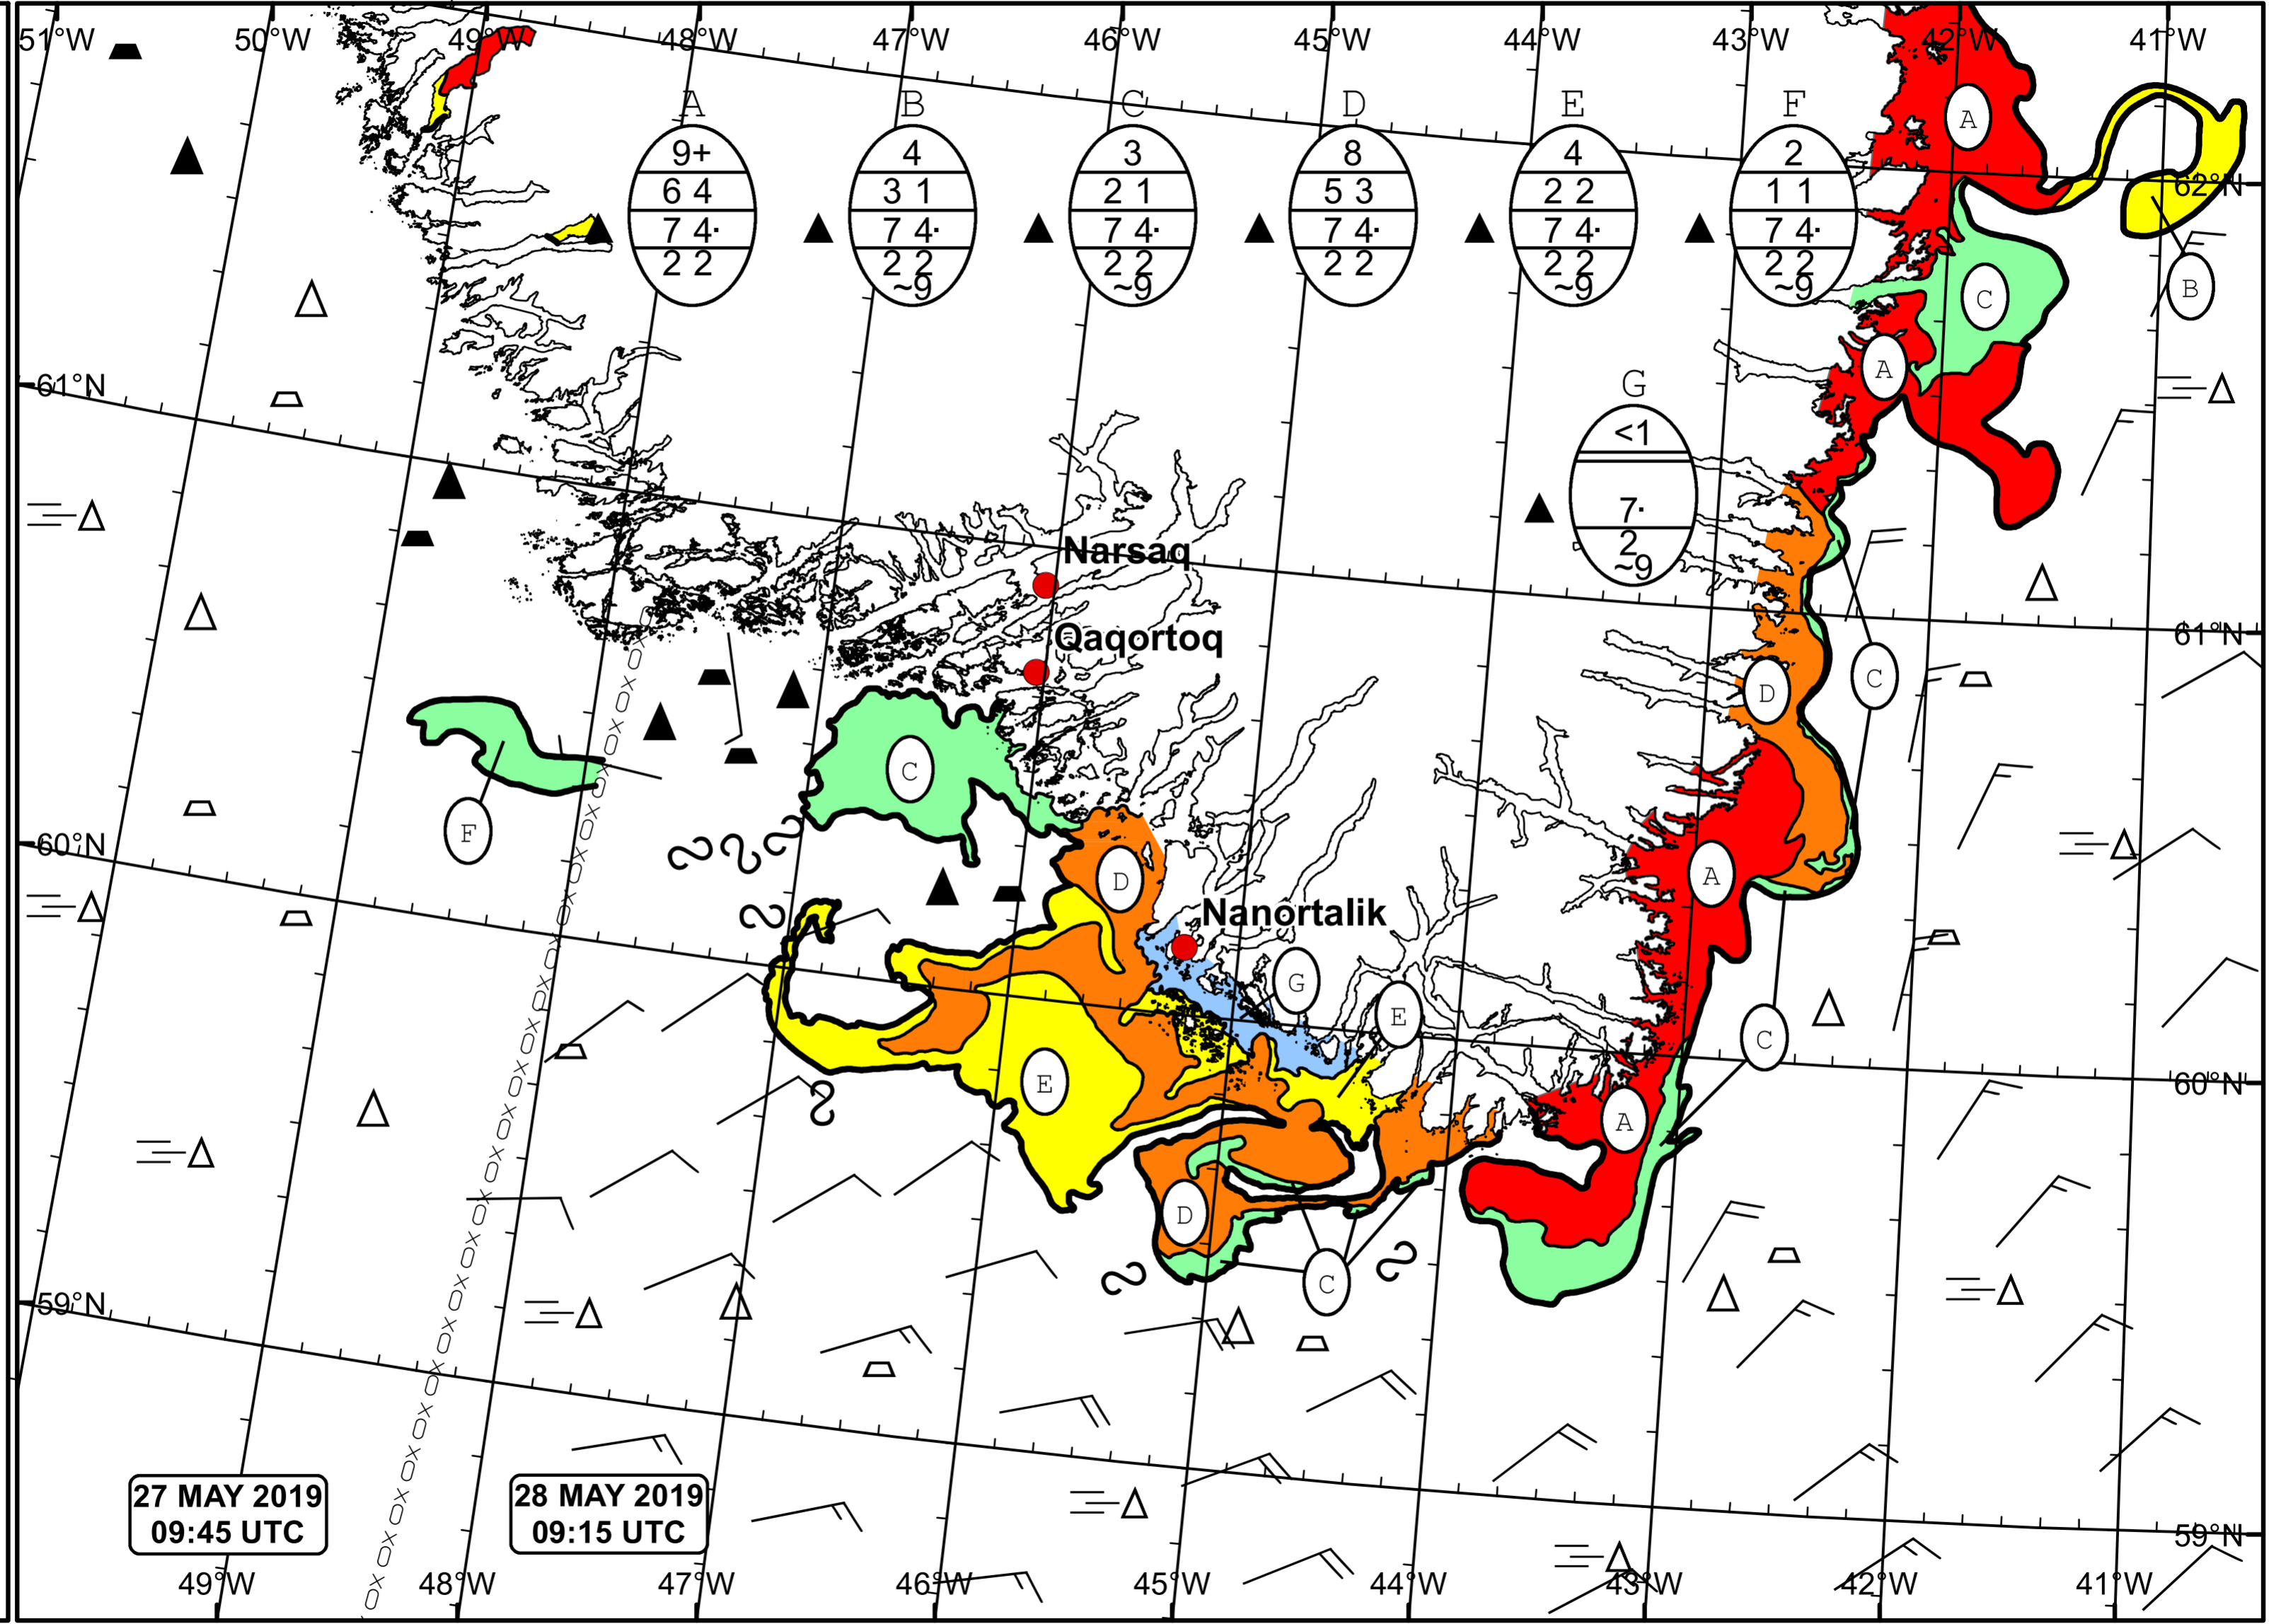 51°W 50°W 49°W 48°W 47°W 46°W 45°W 44°W 43°W 42°W 41°W
A B C D E F
9+ 4 3 8 4 2
6 4 3 1 2 1 5 3 2 2 1 1
7 4· 7 4· 7 4· 7 4· 7 4· 7 4·
2 2 2 2 2 2 2 2 2 2 2 2
~9 ~9 ~9 ~9
A
62°N
C
B
A
61°N
G
<1
7·
2
~9
Narsaq
Qaqortoq
61°N
D
C
C
F
60°N
D
A
Nanortalik
G
E
C
E
60°N
A
D
C
59°N
27 MAY 2019
09:45 UTC
28 MAY 2019
09:15 UTC
59°N
49°W 48°W 47°W 46°W 45°W 44°W 43°W 42°W 41°W